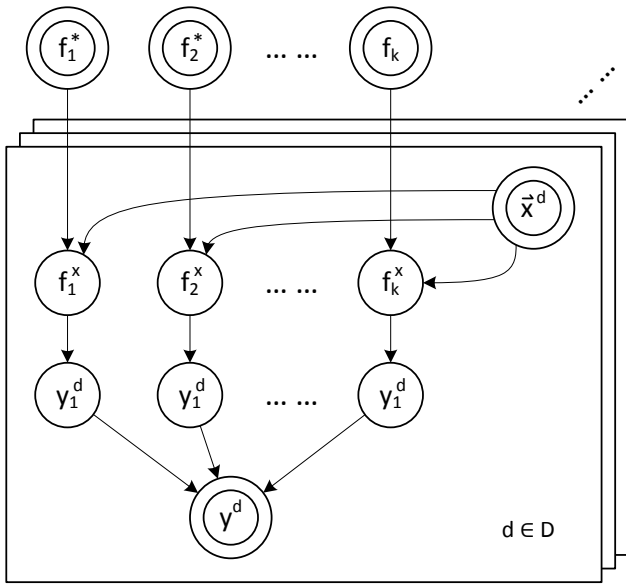 f₁* f₂* ... ... fₖ
... ...
x⃗ᵈ
f₁ˣ f₂ˣ ... ... fₖˣ
y₁ᵈ y₁ᵈ ... ... y₁ᵈ
yᵈ
d ∈ D